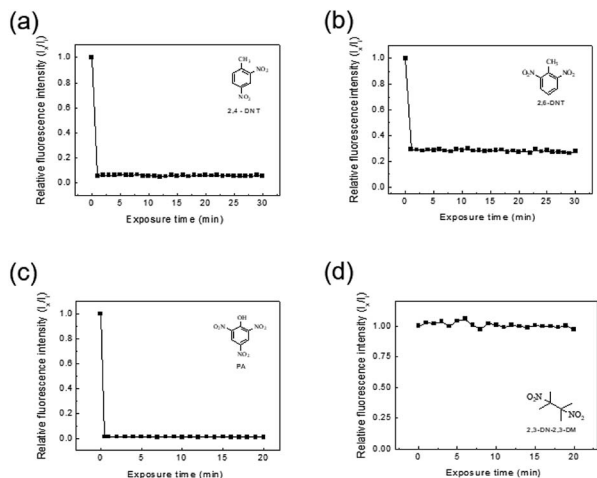 (a)
Relative fluorescence intensity (Iₓ/Iᵢ)
1.0
0.8
0.6
0.4
0.2
0.0
CH₃
NO₂
NO₂
2,4 - DNT
0 5 10 15 20 25 30
Exposure time (min)
(b)
Relative fluorescence intensity (Iₓ/Iᵢ)
1.0
0.8
0.6
0.4
0.2
0.0
CH₃
NO₂ NO₂
2,6-DNT
0 5 10 15 20 25 30
Exposure time (min)
(c)
Relative fluorescence intensity (Iₓ/Iᵢ)
1.0
0.8
0.6
0.4
0.2
0.0
OH
O₂N NO₂
NO₂
PA
0 5 10 15 20
Exposure time (min)
(d)
Relative fluorescence intensity (Iₓ/Iᵢ)
1.00
0.75
0.50
0.25
0.00
O₂N
NO₂
2,3-DN-2,3-DM
0 5 10 15 20
Exposure time (min)